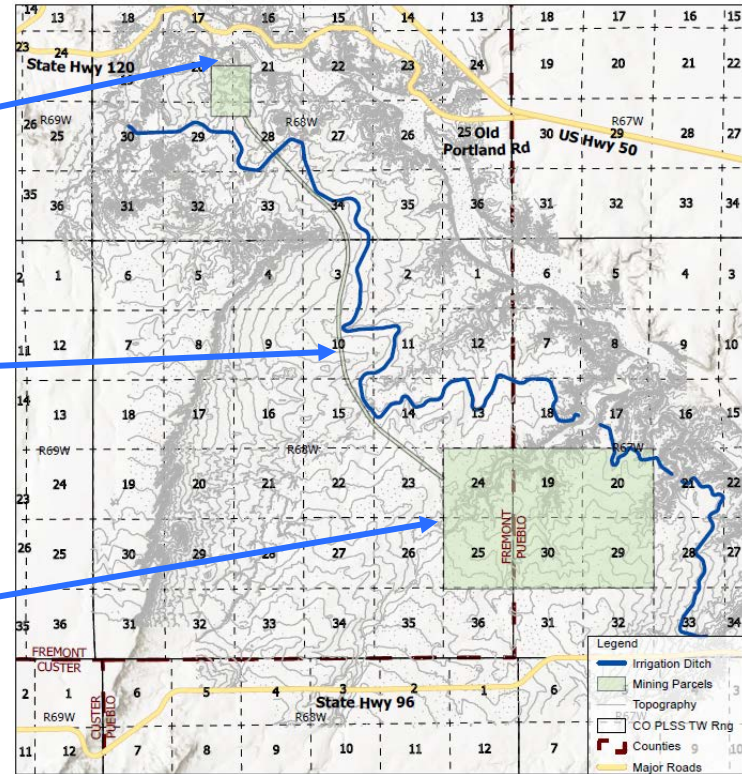 14 13 18 17 16 15 14 13 18 17 16 15
23 24 19 20 21 22 23 24 19 20 21 22
State Hwy 120
R69W R68W R67W
26 25 30 29 28 27 26 25 30 29 28 27
Old
Portland Rd
US Hwy 50
35 36 31 32 33 34 35 36 31 32 33 34
2 1 6 5 4 3 2 1 6 5 4 3
11 12 7 8 9 10 11 12 7 8 9 10
14 13 18 17 16 15 14 13 18 17 16 15
R69W R68W R67W
23 24 19 20 21 22 23 24 19 20 21 22
FREMONT
PUEBLO
26 25 30 29 28 27 26 25 30 29 28 27
35 36 31 32 33 34 35 36 31 32 33 34
FREMONT
CUSTER
2 1 6 5 4 3 2 1 6
State Hwy 96
R69W R68W
CUSTER
PUEBLO
11 12 7 8 9 10 11 12 7
Legend
Irrigation Ditch
Mining Parcels
Topography
CO PLSS TW Rng
Counties
Major Roads